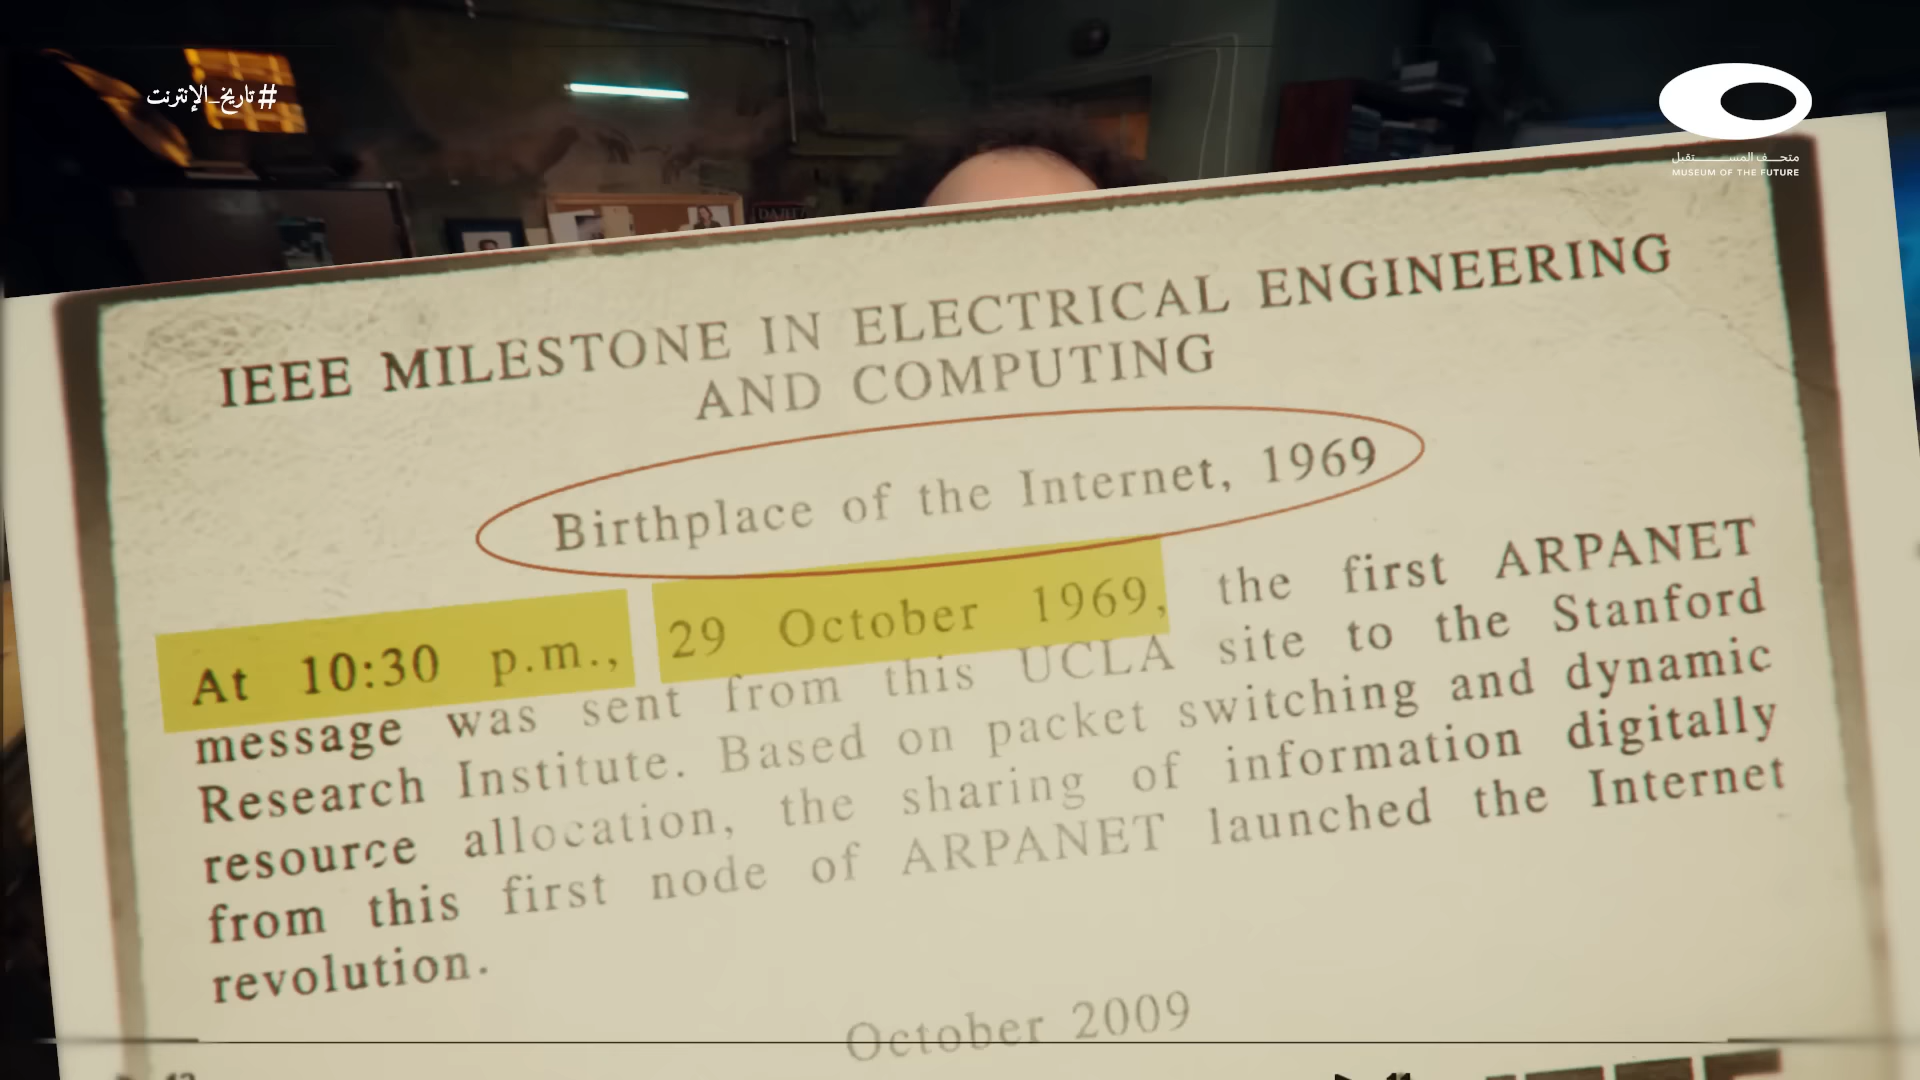 #تاريخ_الإنترنت
متحف المستقبل
MUSEUM OF THE FUTURE
IEEE MILESTONE IN ELECTRICAL ENGINEERING
AND COMPUTING
Birthplace of the Internet, 1969
At 10:30 p.m., 29 October 1969, the first ARPANET
message was sent from this UCLA site to the Stanford
Research Institute. Based on packet switching and dynamic
resource allocation, the sharing of information digitally
from this first node of ARPANET launched the Internet
revolution.
October 2009